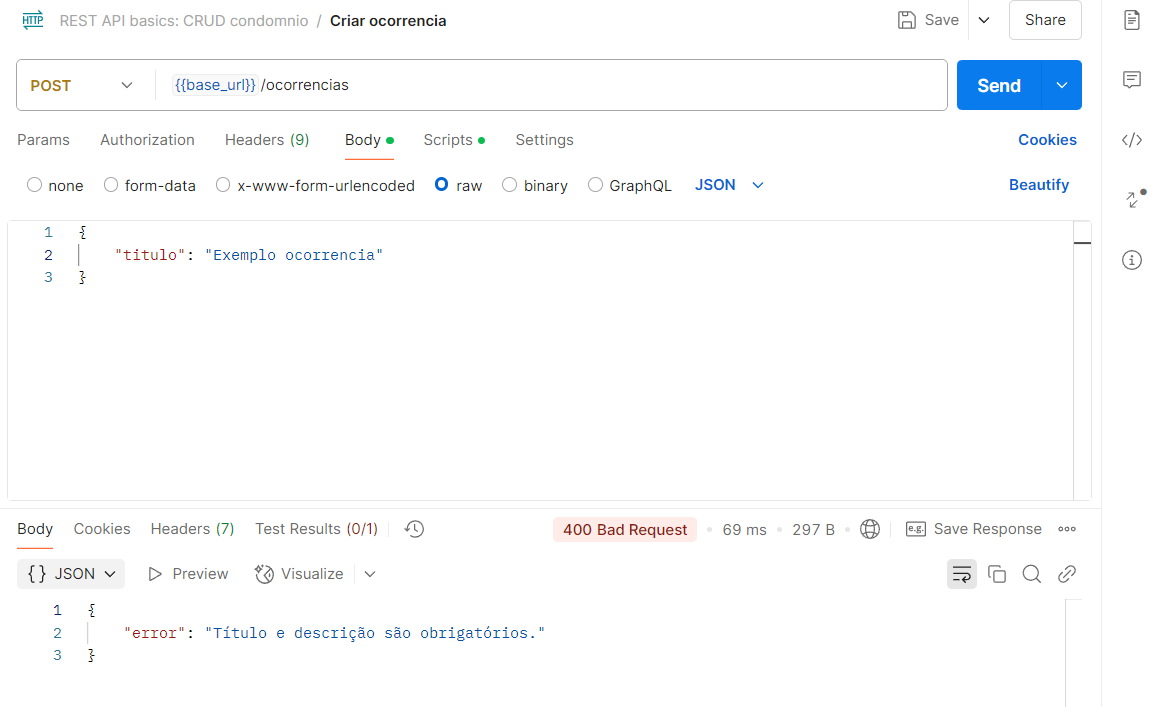 HTTP REST API basics: CRUD condomnio / Criar ocorrencia Save Share
POST {{base_url}} /ocorrencias Send
Params Authorization Headers (9) Body Scripts Settings Cookies
none form-data x-www-form-urlencoded raw binary GraphQL JSON Beautify
1 {
2 "titulo": "Exemplo ocorrencia"
3 }
Body Cookies Headers (7) Test Results (0/1) 400 Bad Request 69 ms 297 B e.g. Save Response
{} JSON Preview Visualize
1 {
2 "error": "Título e descrição são obrigatórios."
3 }